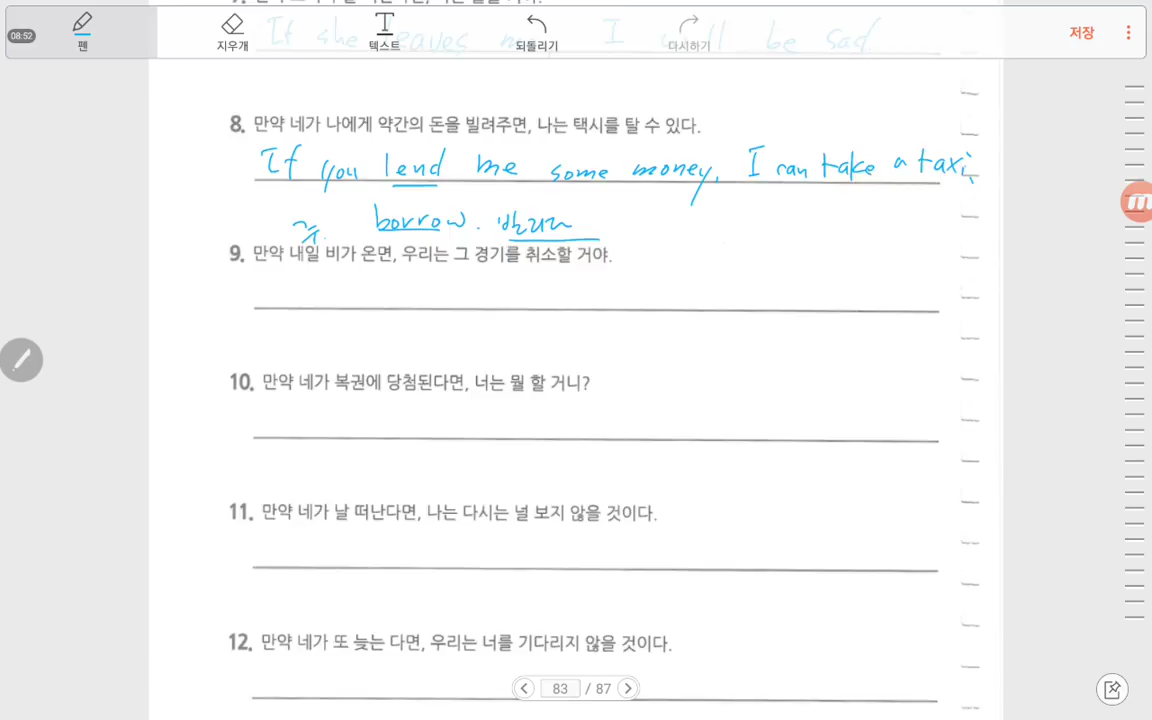 08:52
펜
지우개
텍스트
되돌리기
다시하기
저장
If she leaves me, I will be sad
8. 만약 네가 나에게 약간의 돈을 빌려주면, 나는 택시를 탈 수 있다.
If you lend me some money, I can take a taxi.
borrow. 빌리다
9. 만약 내일 비가 온면, 우리는 그 경기를 취소할 거야.
10. 만약 네가 복권에 당첨된다면, 너는 뭘 할 거니?
11. 만약 네가 날 떠난다면, 나는 다시는 널 보지 않을 것이다.
12. 만약 네가 또 늦는 다면, 우리는 너를 기다리지 않을 것이다.
83 / 87